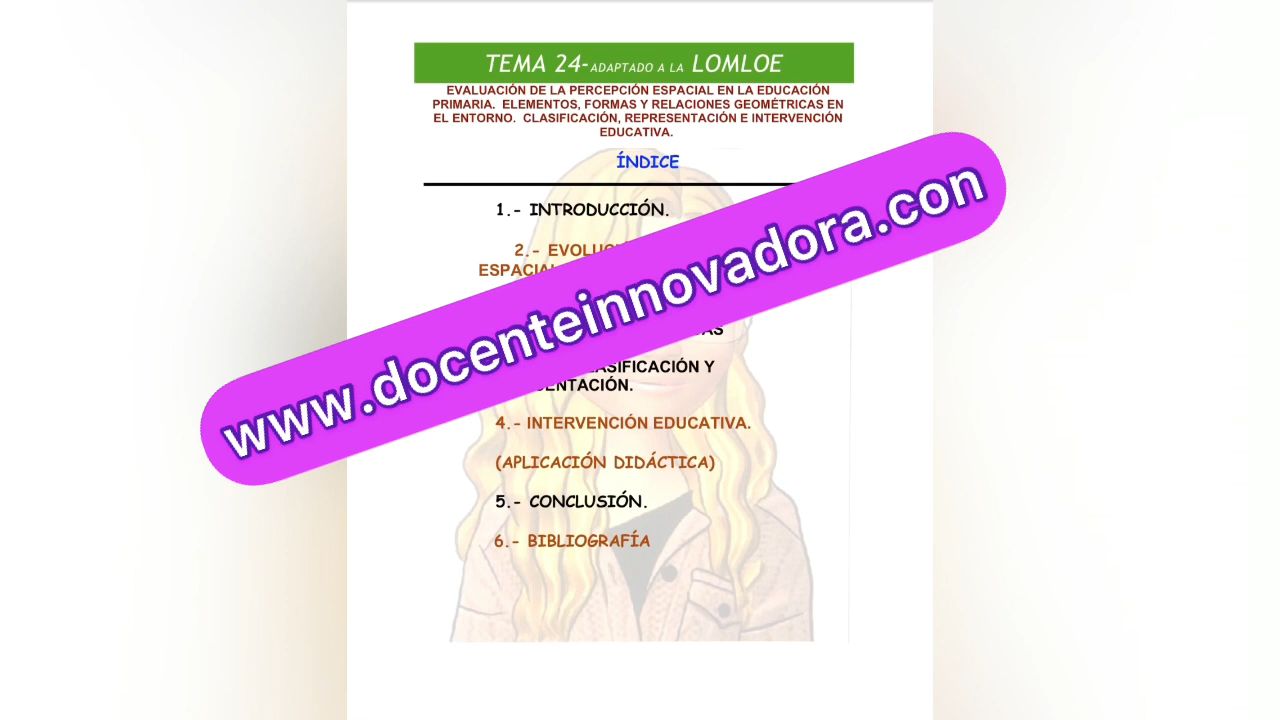 TEMA 24-ADAPTADO A LA LOMLOE
EVALUACIÓN DE LA PERCEPCIÓN ESPACIAL EN LA EDUCACIÓN
PRIMARIA. ELEMENTOS, FORMAS Y RELACIONES GEOMÉTRICAS EN
EL ENTORNO. CLASIFICACIÓN, REPRESENTACIÓN E INTERVENCIÓN
EDUCATIVA.
ÍNDICE
1.- INTRODUCCIÓN.
2.-
www.docenteinnovadora.con
Y
4.- INTERVENCIÓN EDUCATIVA.
(APLICACIÓN DIDÁCTICA)
5.- CONCLUSIÓN.
6.- BIBLIOGRAFÍA